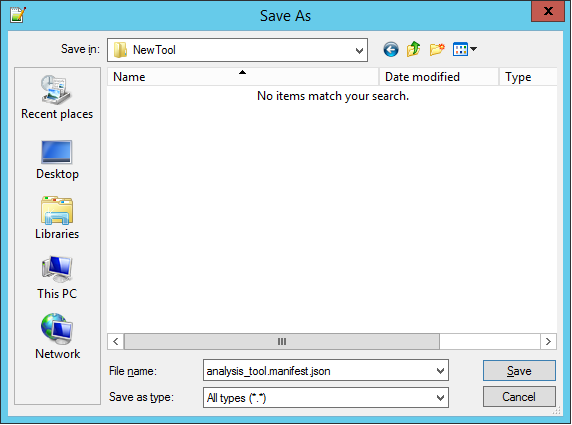 Save As
Save in:
NewTool
Name
Date modified
Type
No items match your search.
Recent places
Desktop
Libraries
This PC
Network
File name:
analysis_tool.manifest.json
Save
Save as type:
All types (*.*)
Cancel